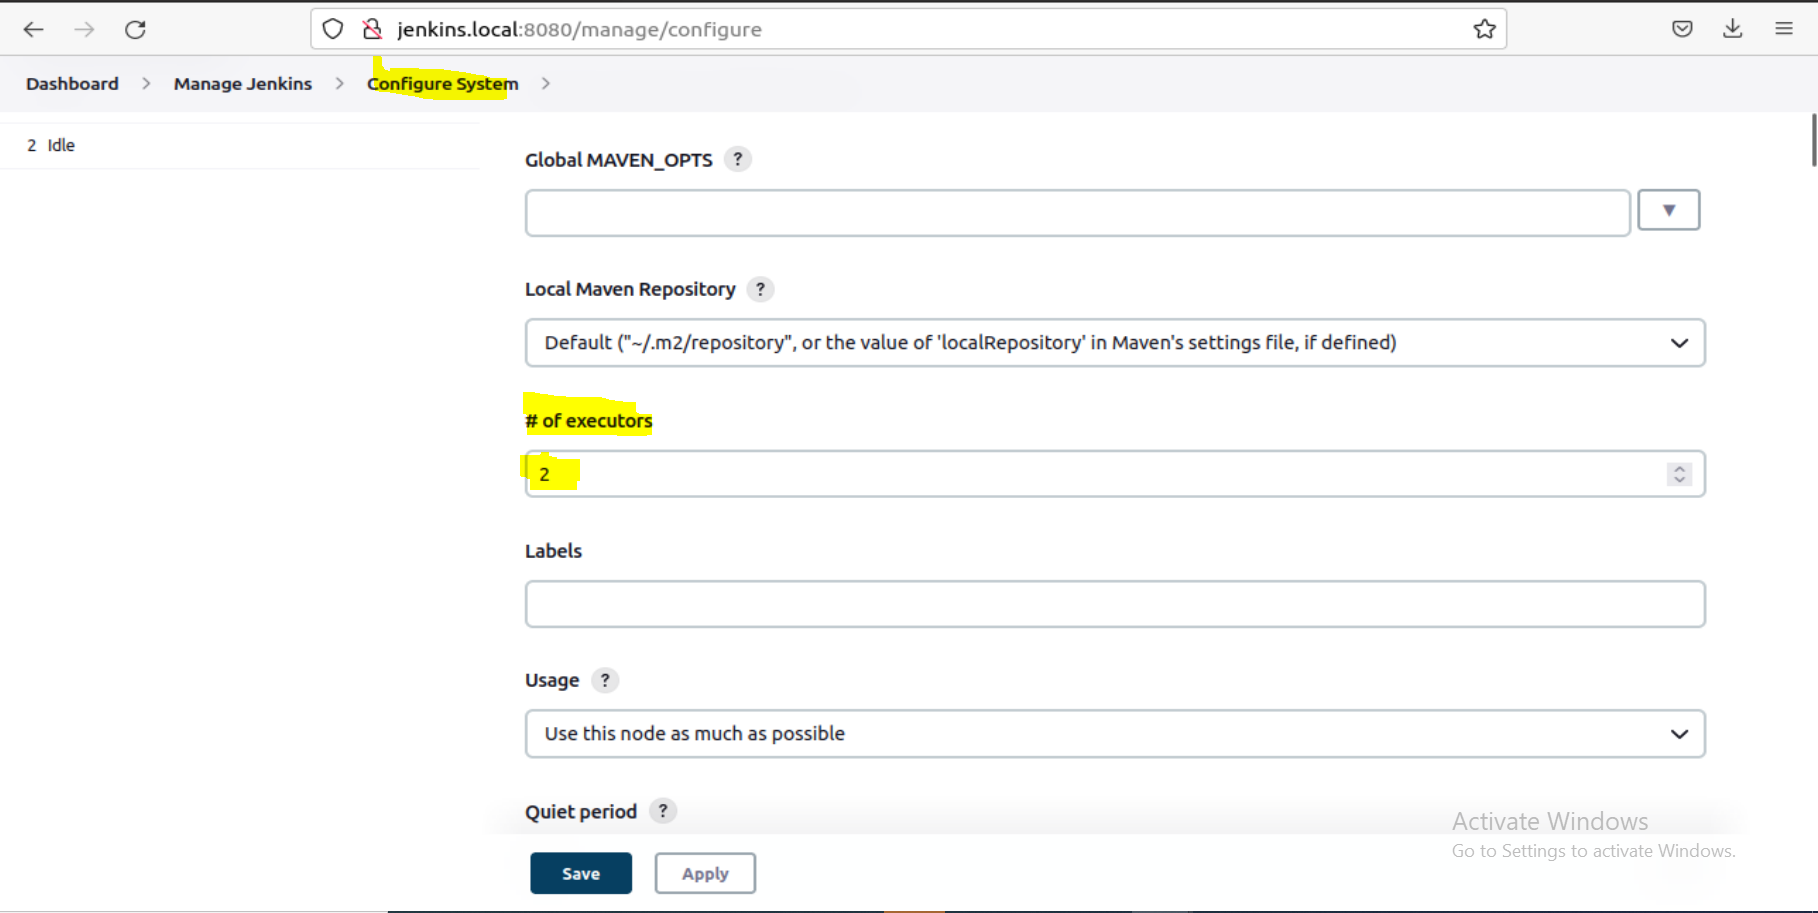 jenkins.local:8080/manage/configure
Dashboard > Manage Jenkins > Configure System >
2 Idle
Global MAVEN_OPTS ?
Local Maven Repository ?
Default ("~/.m2/repository", or the value of 'localRepository' in Maven's settings file, if defined)
# of executors
2
Labels
Usage ?
Use this node as much as possible
Quiet period ?
Activate Windows
Go to Settings to activate Windows.
Save Apply